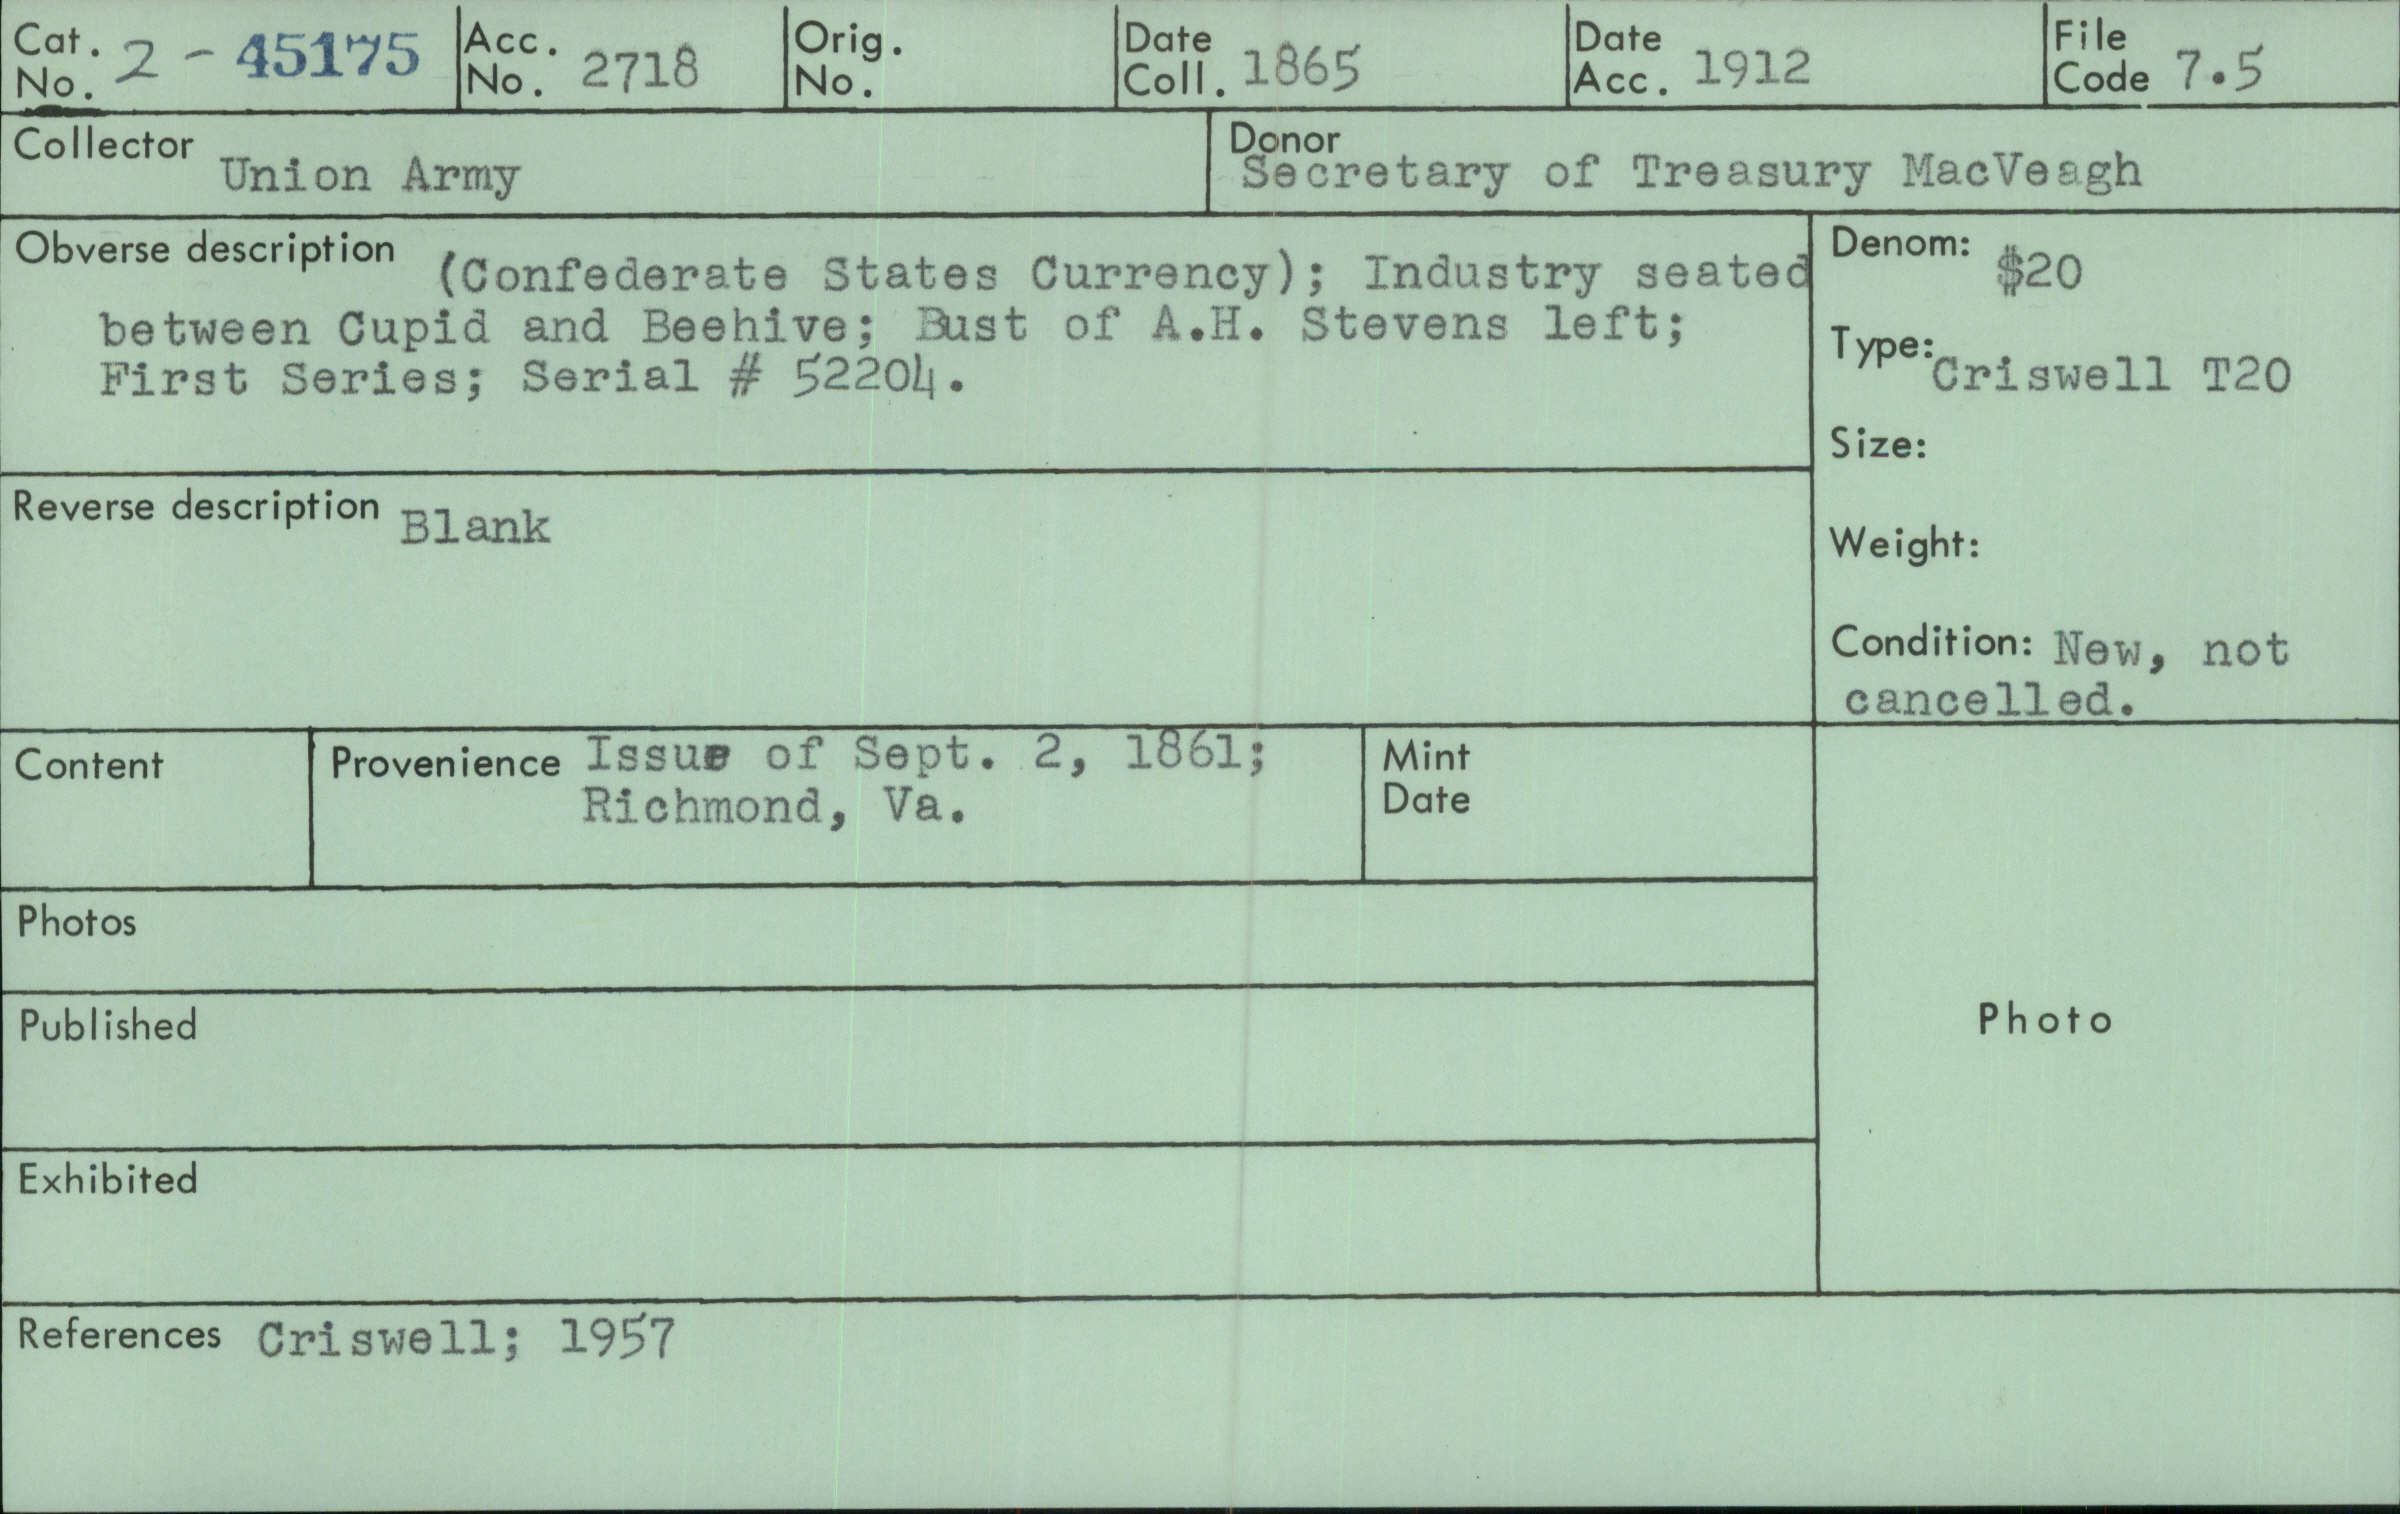 Cat. No. 2 - 45175 Acc. No. 2718 Orig. No. Date Coll. 1865 Date Acc. 1912 File Code 7.5
Collector Union Army Donor Secretary of Treasury MacVeagh
Obverse description (Confederate States Currency); Industry seated
between Cupid and Beehive; Bust of A.H. Stevens left;
First Series; Serial # 52204.
Denom: $20
Type: Criswell T20
Size:
Weight:
Condition: New, not
cancelled.
Reverse description Blank
Content
Provenience Issue of Sept. 2, 1861;
Richmond, Va.
Mint
Date
Photos
Published
Photo
Exhibited
References Criswell; 1957